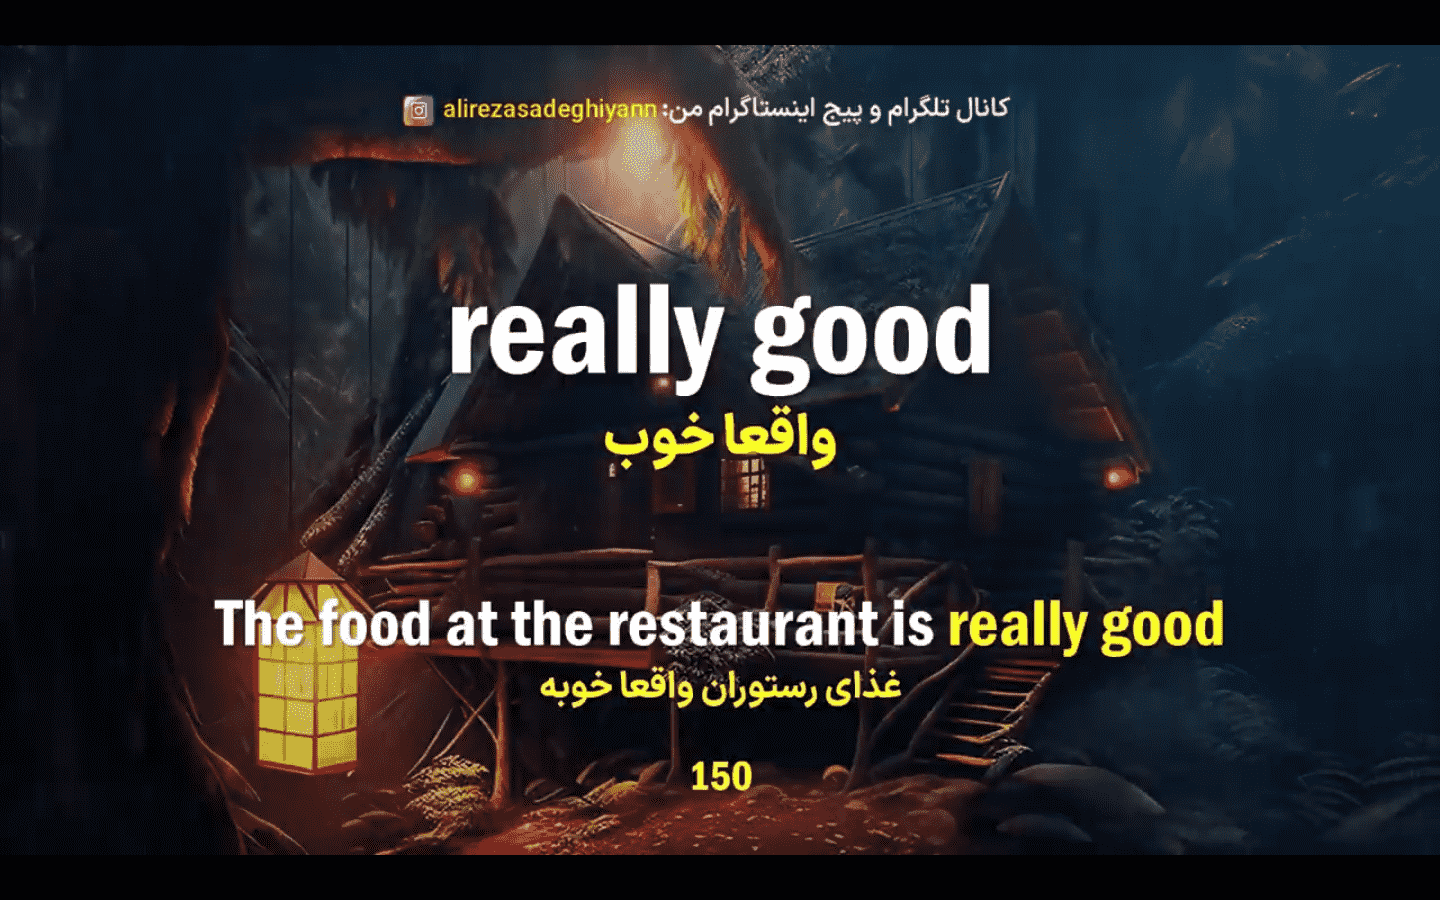 کانال تلگرام و پیج اینستاگرام من: alirezasadeghiyann
really good
واقعا خوب
The food at the restaurant is really good
غذای رستوران واقعا خوبه
150